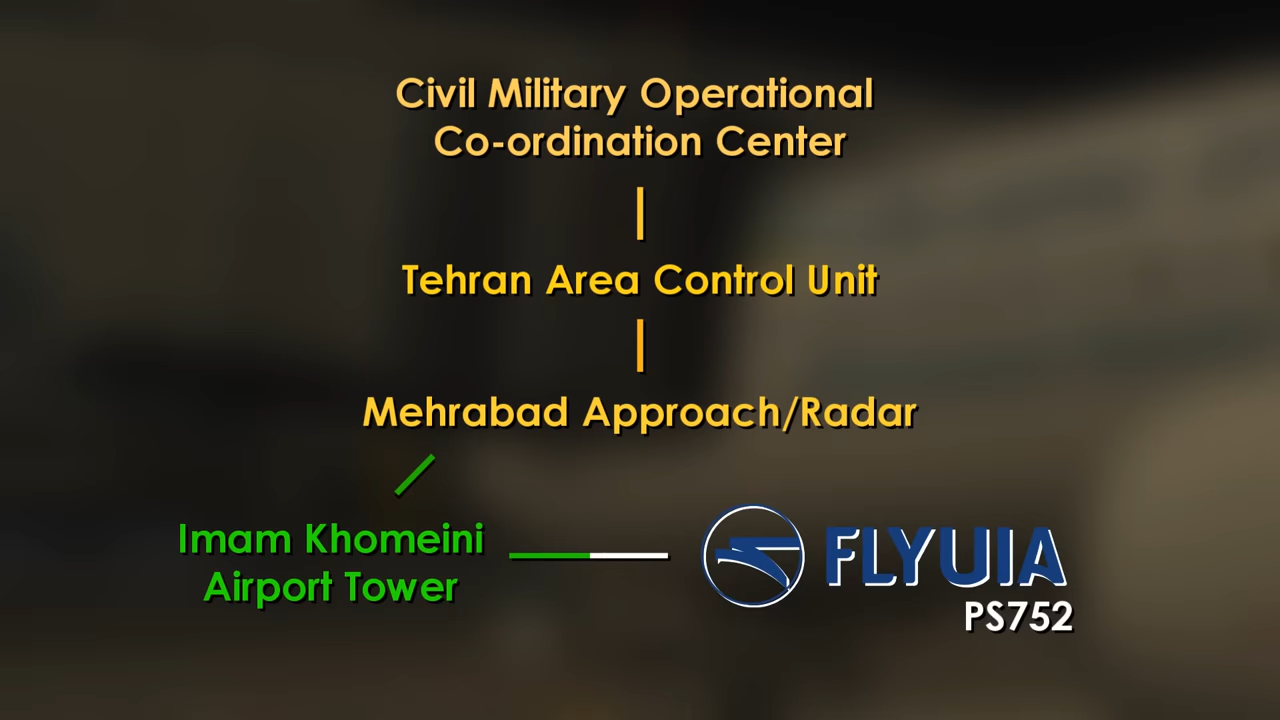 Civil Military Operational
Co-ordination Center
Tehran Area Control Unit
Mehrabad Approach/Radar
Imam Khomeini
Airport Tower
FLYUIA
PS752